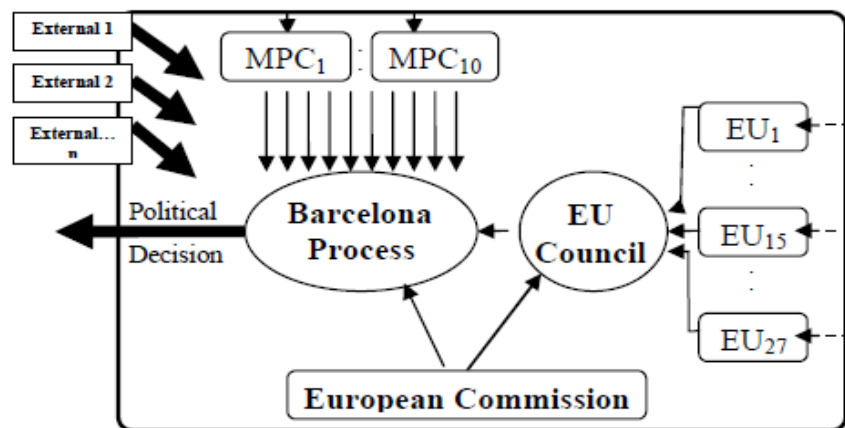 External 1
External 2
External…
n
MPC₁
:
MPC₁₀
Political
Decision
Barcelona
Process
EU
Council
EU₁
:
EU₁₅
:
EU₂₇
European Commission